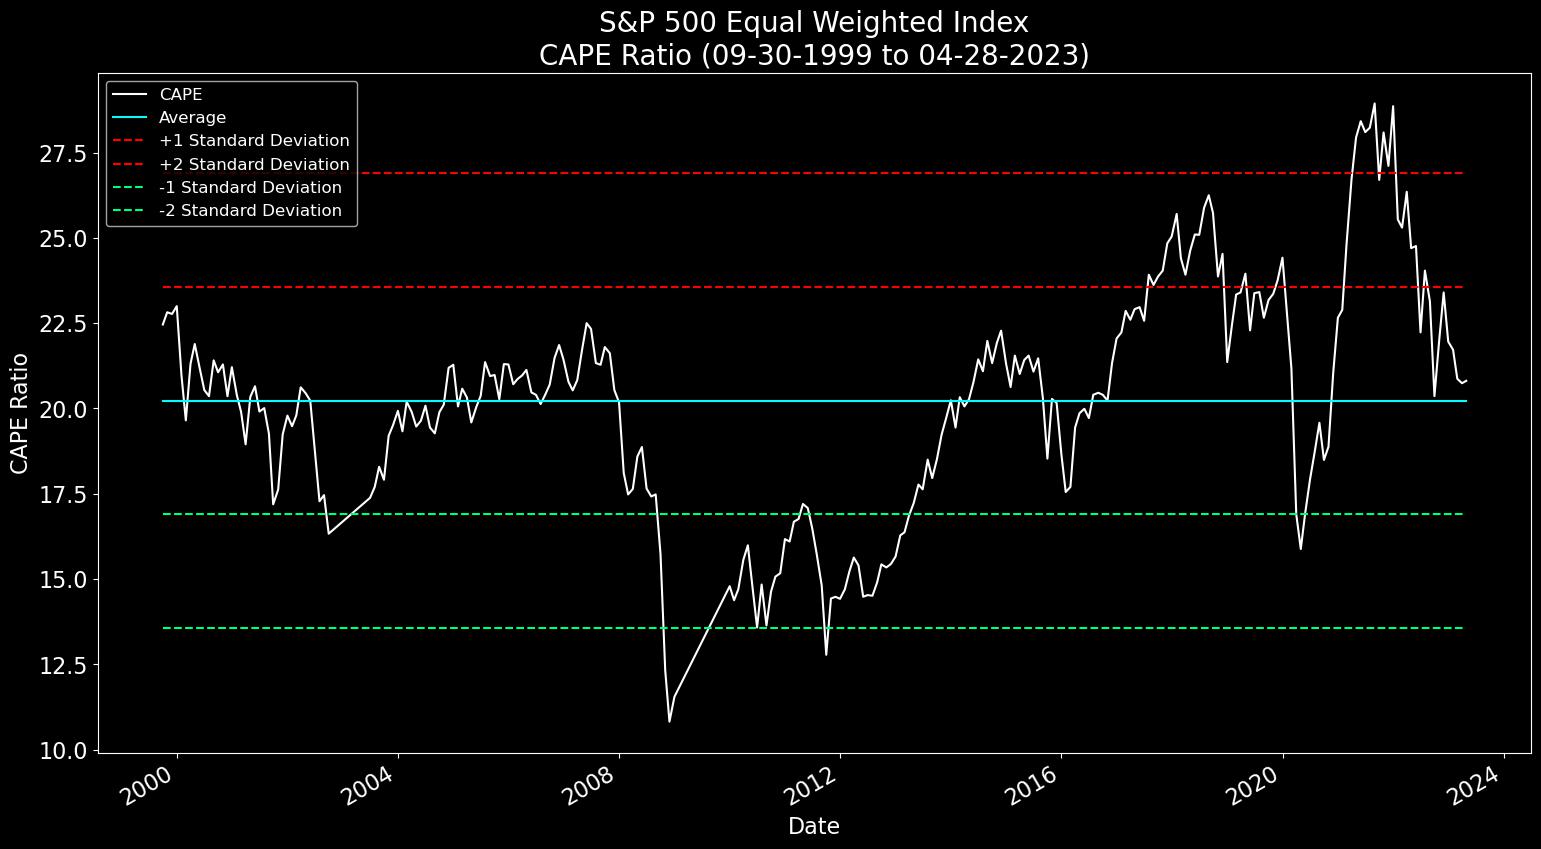 S&P 500 Equal Weighted Index
CAPE Ratio (09-30-1999 to 04-28-2023)
CAPE
Average
+1 Standard Deviation
+2 Standard Deviation
-1 Standard Deviation
-2 Standard Deviation
CAPE Ratio
27.5
25.0
22.5
20.0
17.5
15.0
12.5
10.0
2000
2004
2008
2012
2016
2020
2024
Date